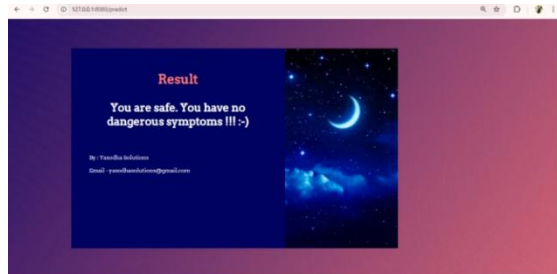 127.0.0.1:8080/predict
Result
You are safe. You have no
dangerous symptoms !!! :-)
By : Yasodha Solutions
Email -yasodhasolutions@gmail.com